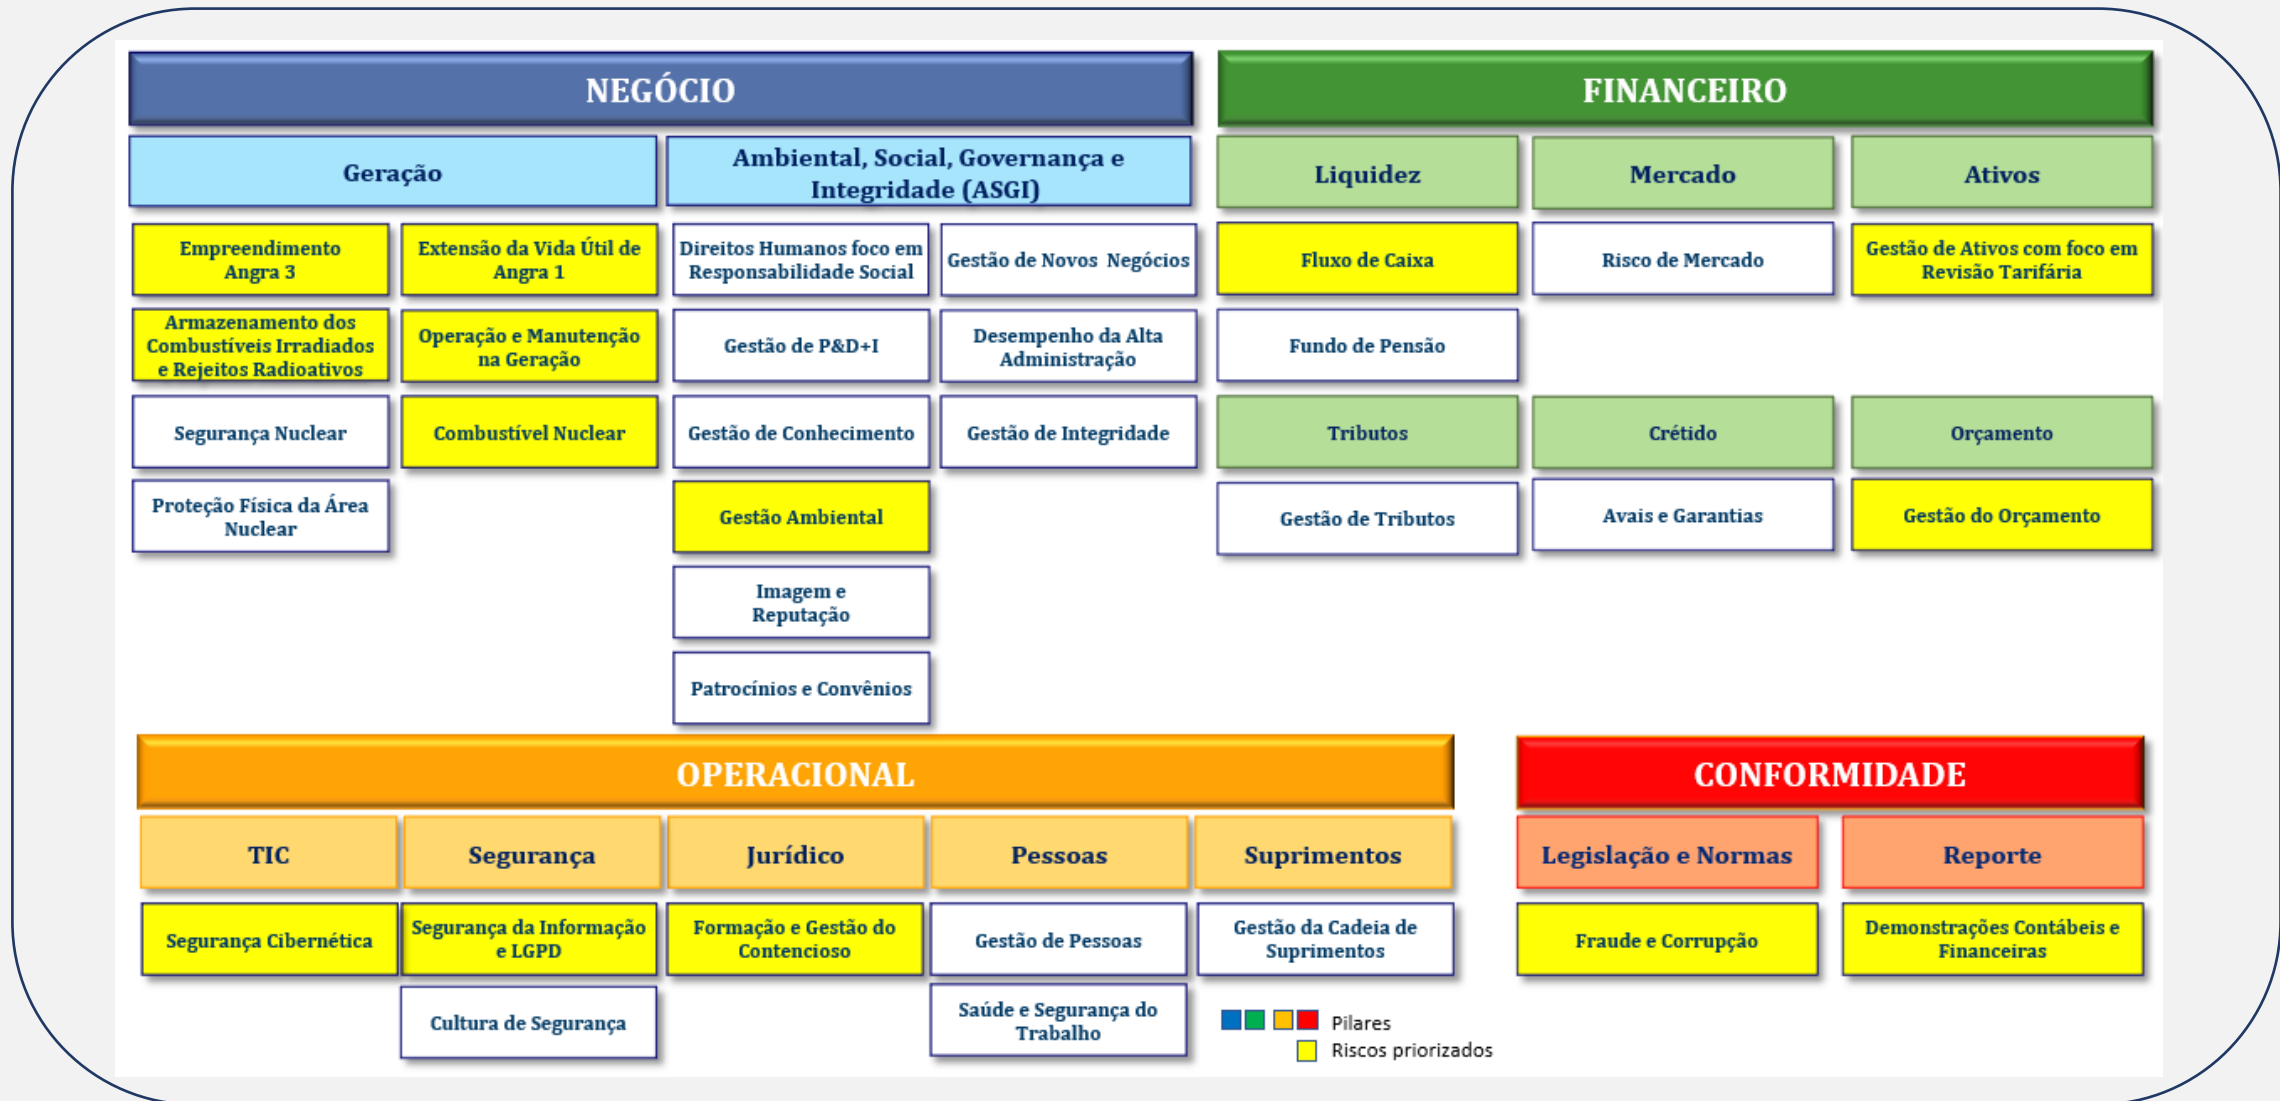 NEGÓCIO
Geração
Ambiental, Social, Governança e
Integridade (ASGI)
Empreendimento
Angra 3
Extensão da Vida Útil de
Angra 1
Direitos Humanos foco em
Responsabilidade Social
Gestão de Novos Negócios
Armazenamento dos
Combustíveis Irradiados
e Rejeitos Radioativos
Operação e Manutenção
na Geração
Gestão de P&D+I
Desempenho da Alta
Administração
Segurança Nuclear
Combustível Nuclear
Gestão de Conhecimento
Gestão de Integridade
Proteção Física da Área
Nuclear
Gestão Ambiental
Imagem e
Reputação
Patrocínios e Convênios
FINANCEIRO
Liquidez
Mercado
Ativos
Fluxo de Caixa
Risco de Mercado
Gestão de Ativos com foco em
Revisão Tarifária
Fundo de Pensão
Tributos
Crétido
Orçamento
Gestão de Tributos
Avais e Garantias
Gestão do Orçamento
OPERACIONAL
TIC
Segurança
Jurídico
Pessoas
Suprimentos
Segurança Cibernética
Segurança da Informação
e LGPD
Formação e Gestão do
Contencioso
Gestão de Pessoas
Gestão da Cadeia de
Suprimentos
Cultura de Segurança
Saúde e Segurança do
Trabalho
CONFORMIDADE
Legislação e Normas
Reporte
Fraude e Corrupção
Demonstrações Contábeis e
Financeiras
Pilares
Riscos priorizados